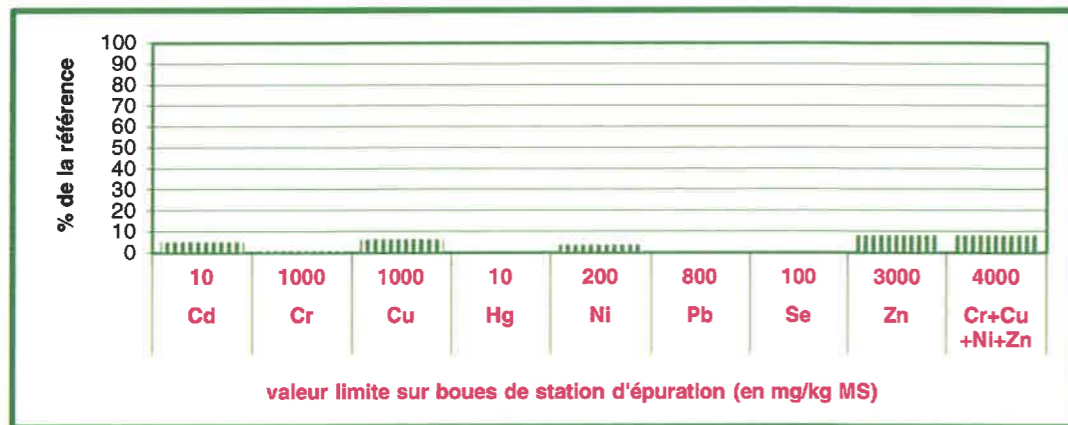 % de la référence
100
90
80
70
60
50
40
30
20
10
0
10 1000 1000 10 200 800 100 3000 4000
Cd Cr Cu Hg Ni Pb Se Zn Cr+Cu
+Ni+Zn
valeur limite sur boues de station d'épuration (en mg/kg MS)